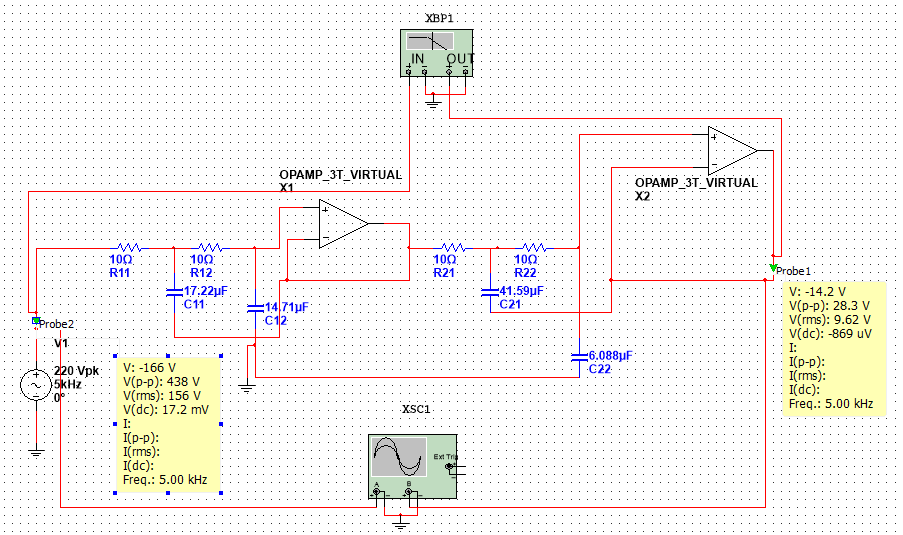 XBP1
IN OUT
OPAMP_3T_VIRTUAL
X1
OPAMP_3T_VIRTUAL
X2
10Ω
R11
10Ω
R12
10Ω
R21
10Ω
R22
17.22µF
C11
14.71µF
C12
41.59µF
C21
6.088µF
C22
Probe1
V: -14.2 V
V(p-p): 28.3 V
V(rms): 9.62 V
V(dc): -869 uV
I:
I(p-p):
I(rms):
I(dc):
Freq.: 5.00 kHz
Probe2
V1
220 Vpk
5kHz
0°
V: -166 V
V(p-p): 438 V
V(rms): 156 V
V(dc): 17.2 mV
I:
I(p-p):
I(rms):
I(dc):
Freq.: 5.00 kHz
XSC1
Ext Trig
A B